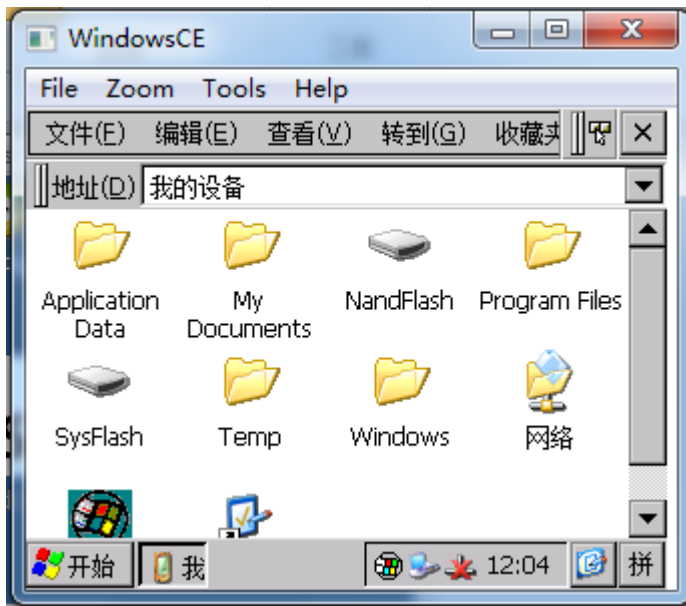 WindowsCE
File Zoom Tools Help
文件(F) 编辑(E) 查看(V) 转到(G) 收藏夹
地址(D) 我的设备
Application Data
My Documents
NandFlash
Program Files
SysFlash
Temp
Windows
网络
开始 我 12:04 拼